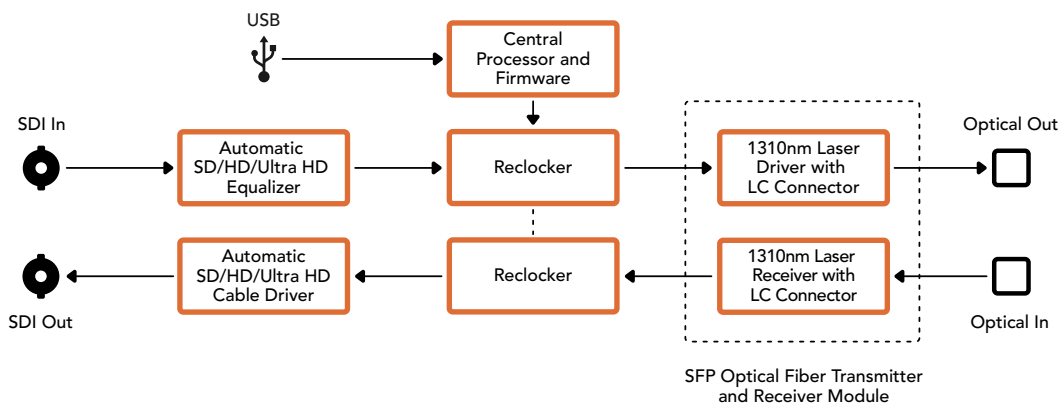 USB
Central
Processor and
Firmware
SDI In
Automatic
SD/HD/Ultra HD
Equalizer
Reclocker
1310nm Laser
Driver with
LC Connector
Optical Out
SDI Out
Automatic
SD/HD/Ultra HD
Cable Driver
Reclocker
1310nm Laser
Receiver with
LC Connector
Optical In
SFP Optical Fiber Transmitter
and Receiver Module